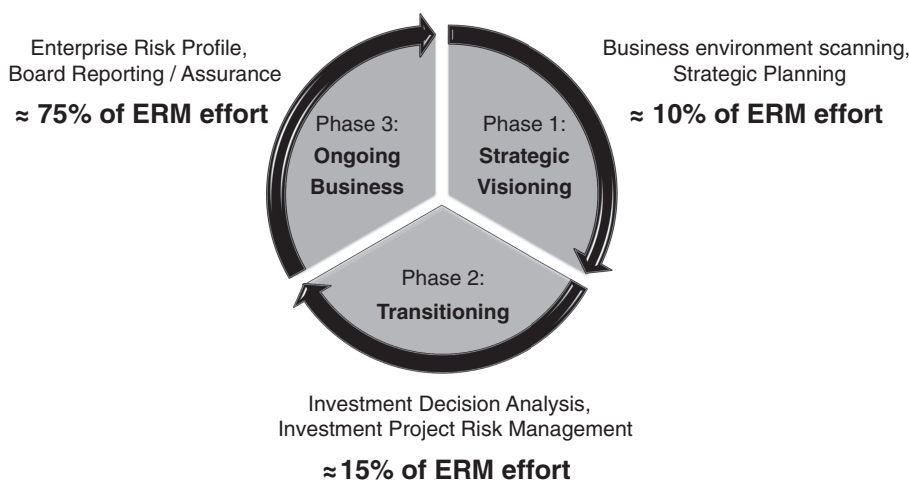 Enterprise Risk Profile,
Board Reporting / Assurance
≈ 75% of ERM effort
Business environment scanning,
Strategic Planning
≈ 10% of ERM effort
Phase 3:
Ongoing
Business
Phase 1:
Strategic
Visioning
Phase 2:
Transitioning
Investment Decision Analysis,
Investment Project Risk Management
≈15% of ERM effort